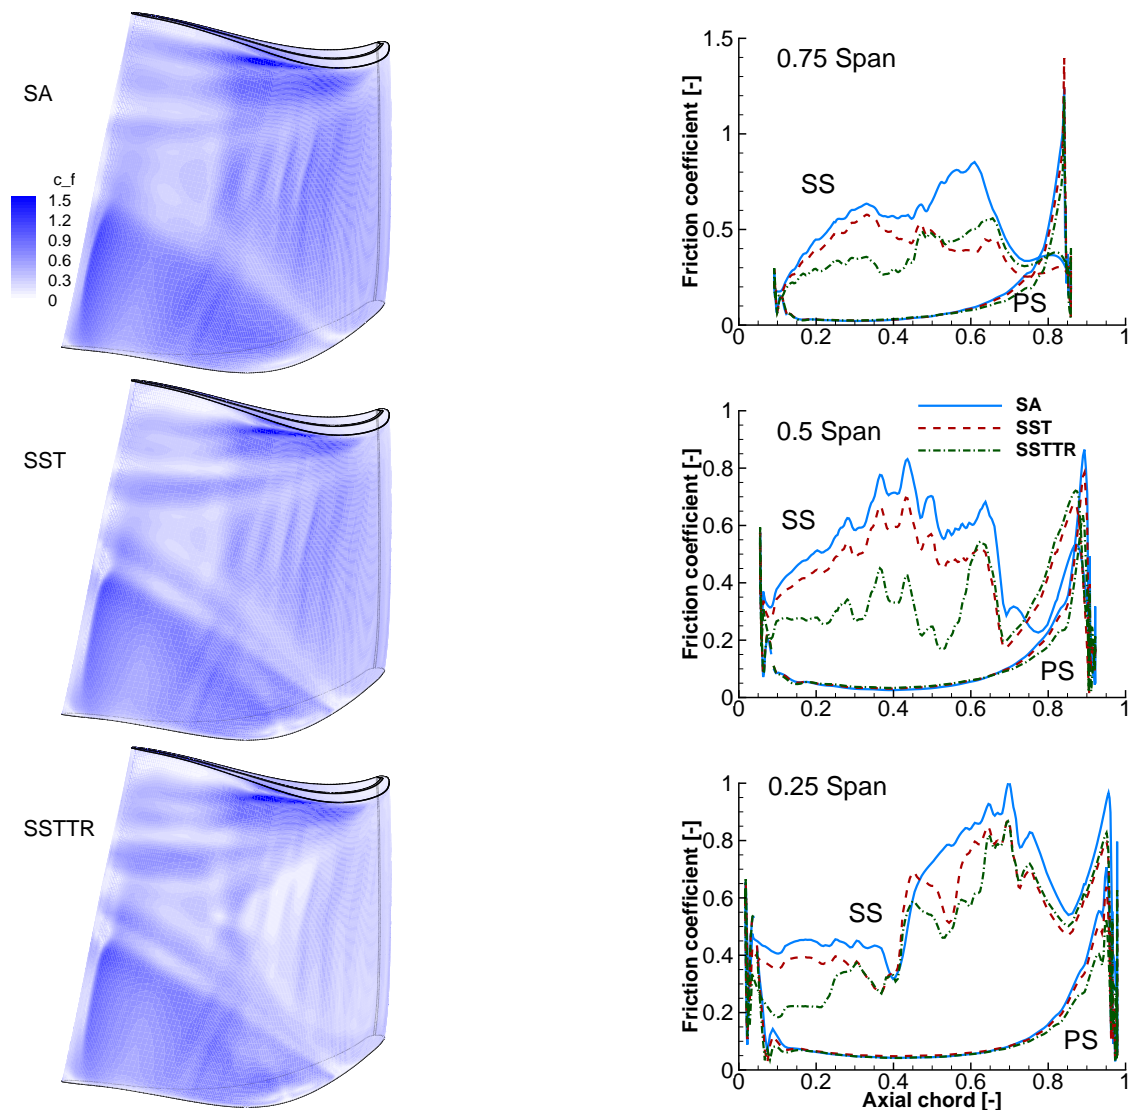 SA
c_f
1.5
1.2
0.9
0.6
0.3
0
SST
SSTTR
0.75 Span
Friction coefficient [-]
1.5
1
0.5
0
SS
PS
0 0.2 0.4 0.6 0.8 1
0.5 Span
SA
SST
SSTTR
Friction coefficient [-]
1
0.8
0.6
0.4
0.2
0
SS
PS
0 0.2 0.4 0.6 0.8 1
0.25 Span
Friction coefficient [-]
1
0.8
0.6
0.4
0.2
0
SS
PS
0 0.2 0.4 0.6 0.8 1
Axial chord [-]